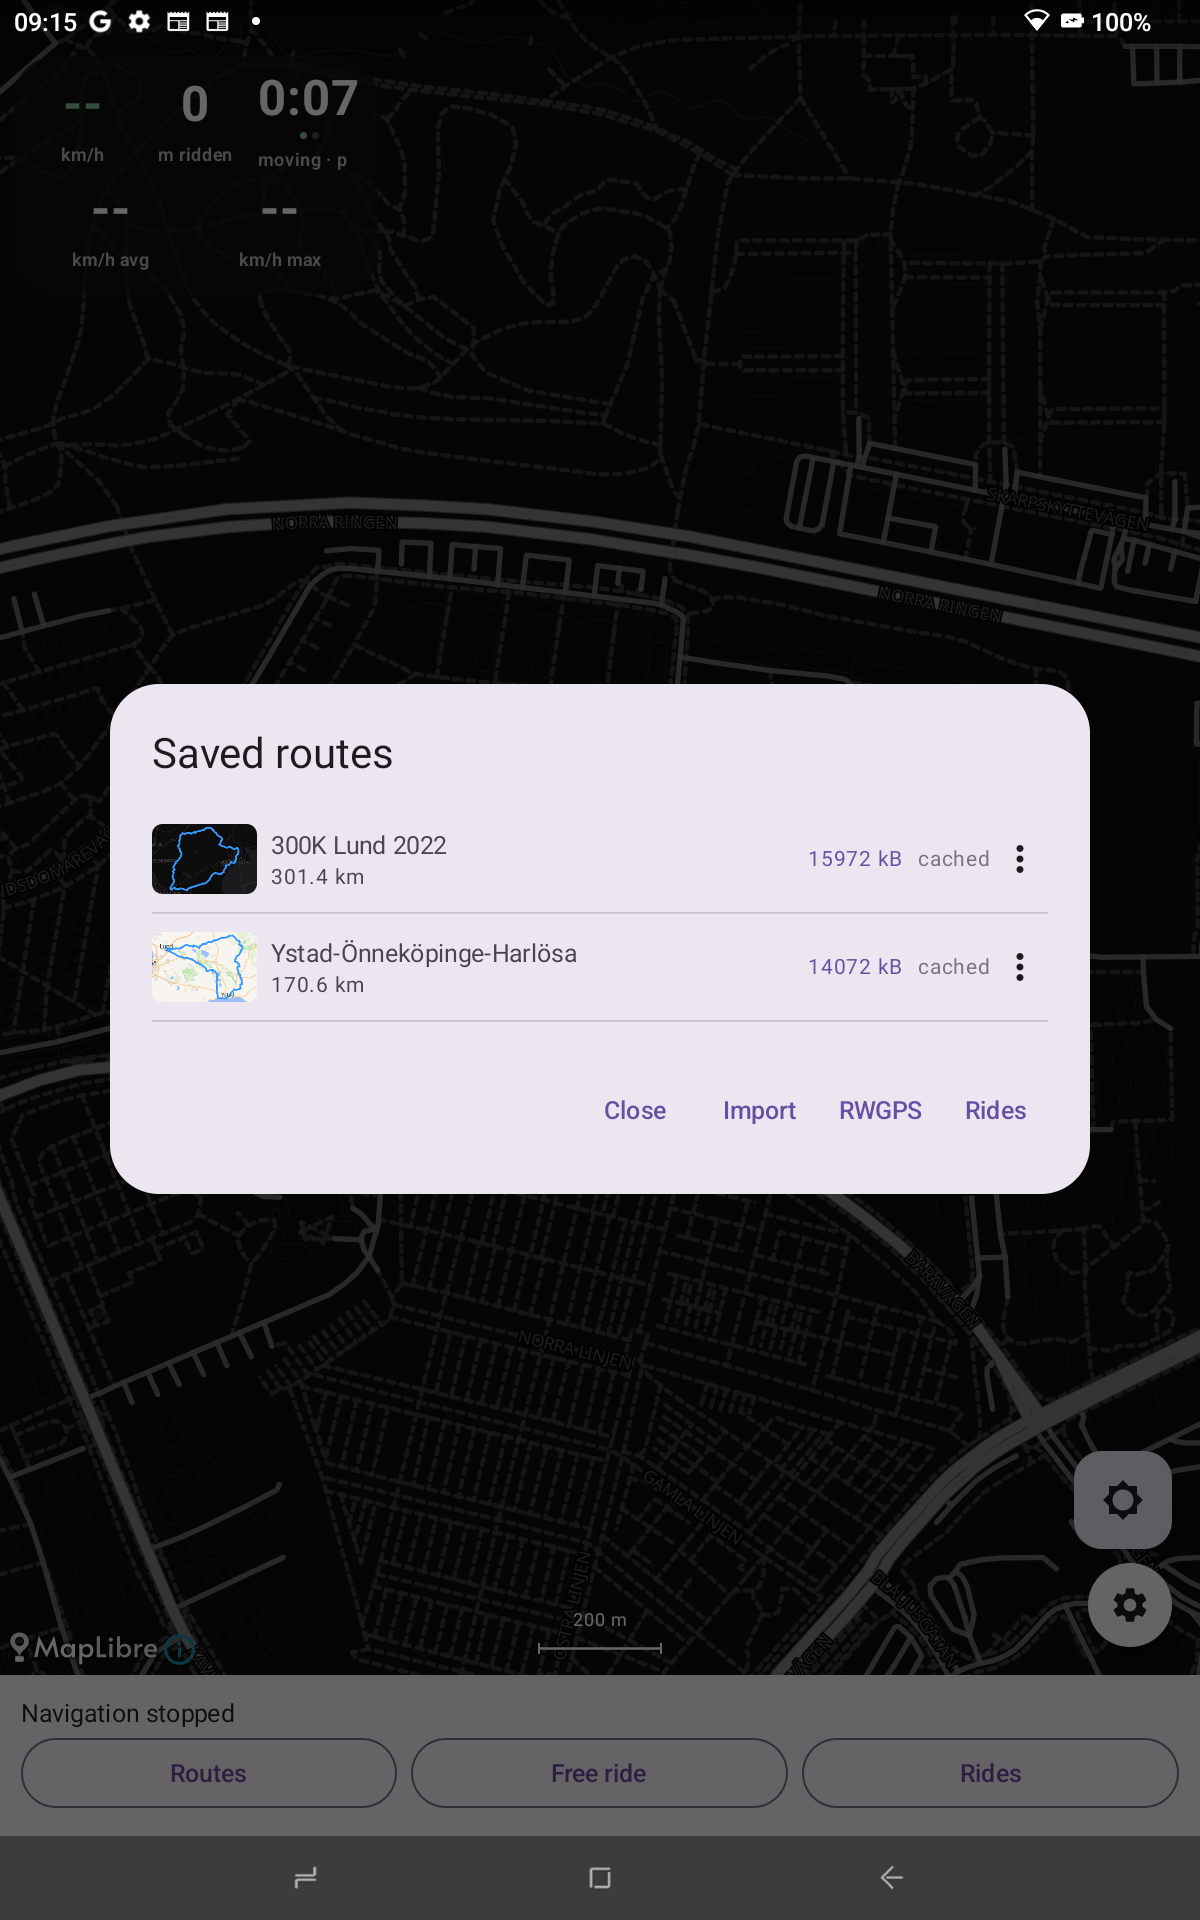 09:15
100%
--
0
0:07
km/h
m ridden
moving · p
--
--
km/h avg
km/h max
NORRA RINGEN
SKARPSKYTTEVÄGEN
NORRA RINGEN
Saved routes
300K Lund 2022
301.4 km
15972 kB cached
Ystad-Önneköpinge-Harlösa
170.6 km
14072 kB cached
Close
Import
RWGPS
Rides
BARAVÄGEN
NORRA LINJEN
GAMLA LINJEN
200 m
MapLibre
Navigation stopped
Routes
Free ride
Rides